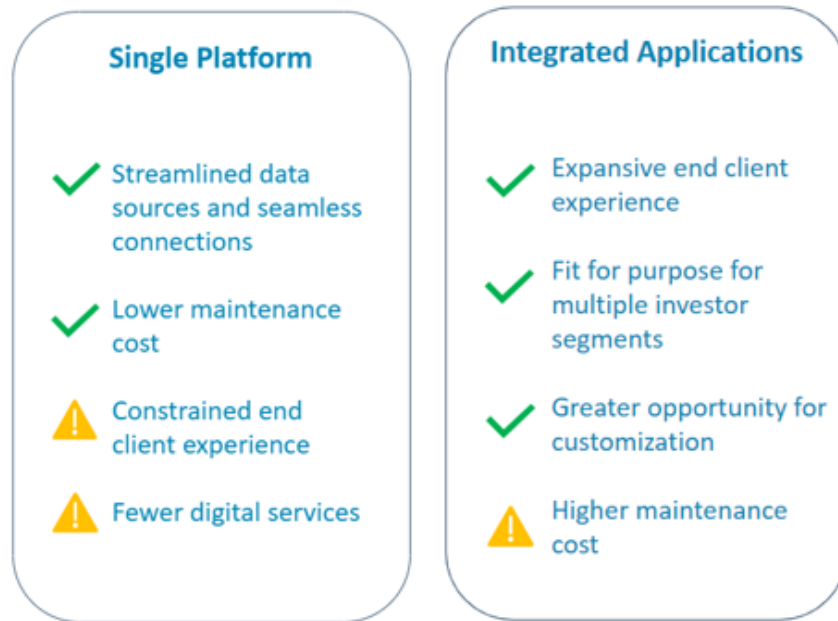 Single Platform
Streamlined data
sources and seamless
connections
Lower maintenance
cost
Constrained end
client experience
Fewer digital services
Integrated Applications
Expansive end client
experience
Fit for purpose for
multiple investor
segments
Greater opportunity for
customization
Higher maintenance
cost